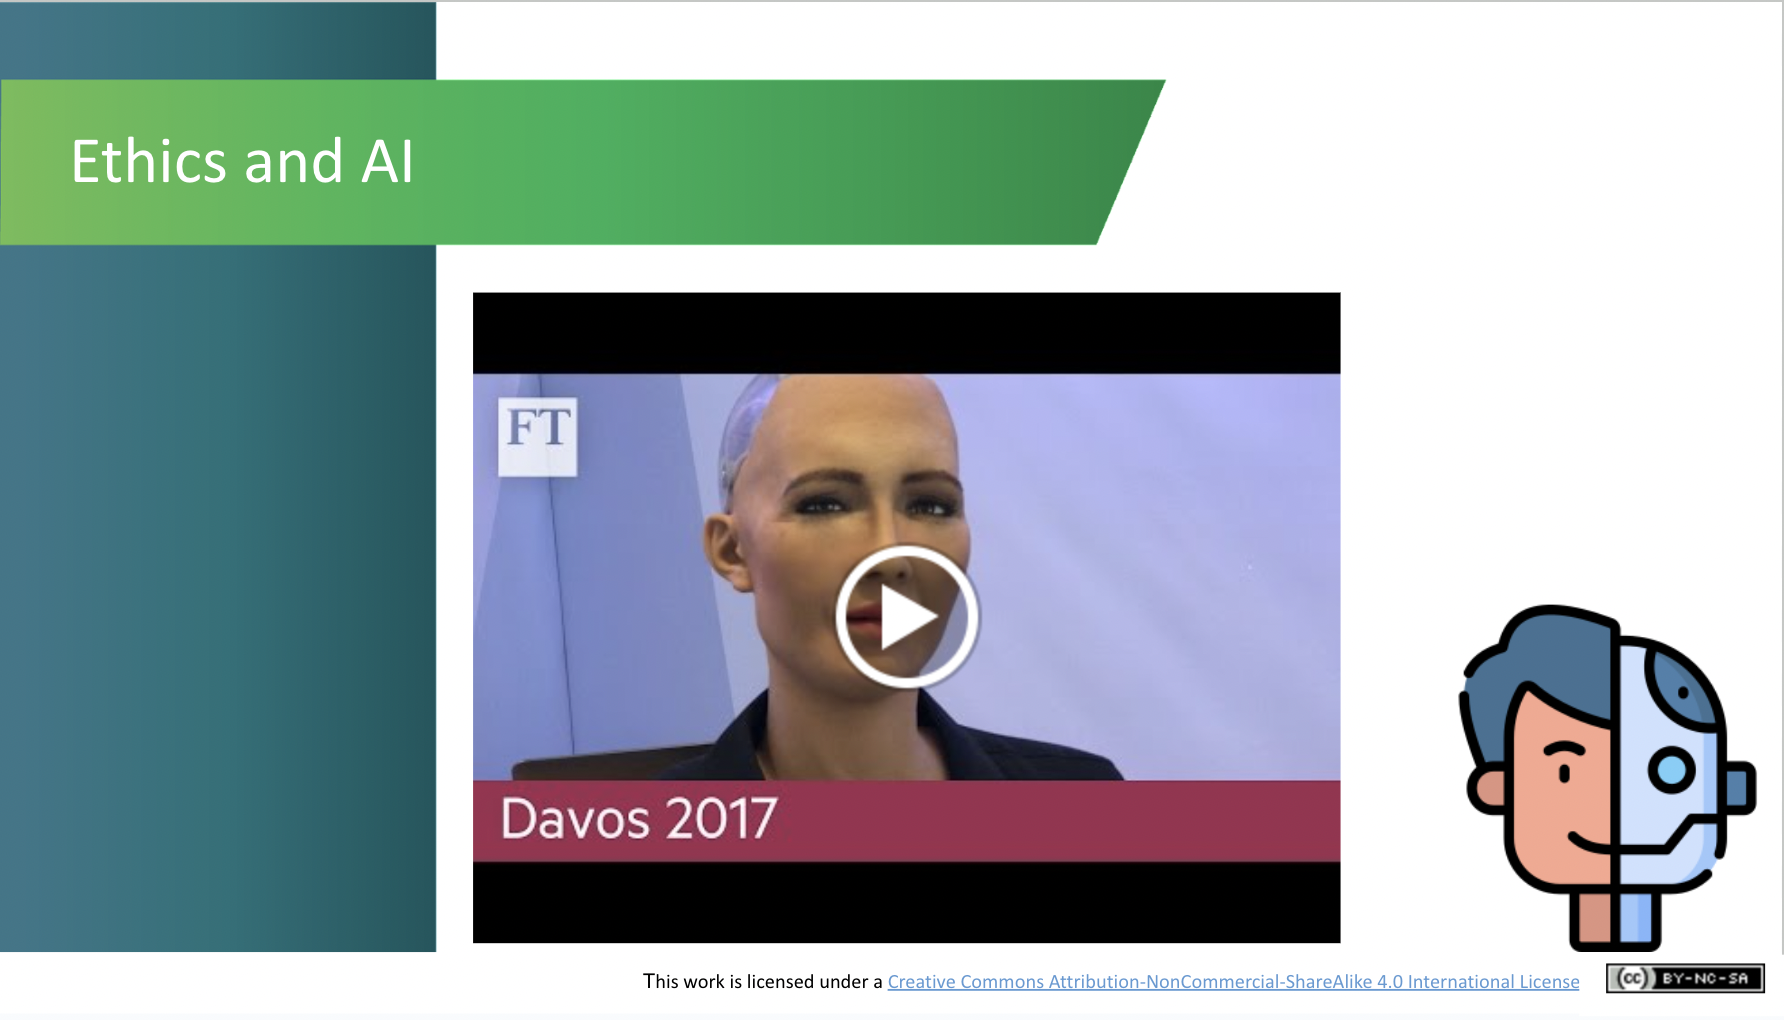 Ethics and AI
FT
Davos 2017
This work is licensed under a Creative Commons Attribution-NonCommercial-ShareAlike 4.0 International License
cc BY-NC-SA